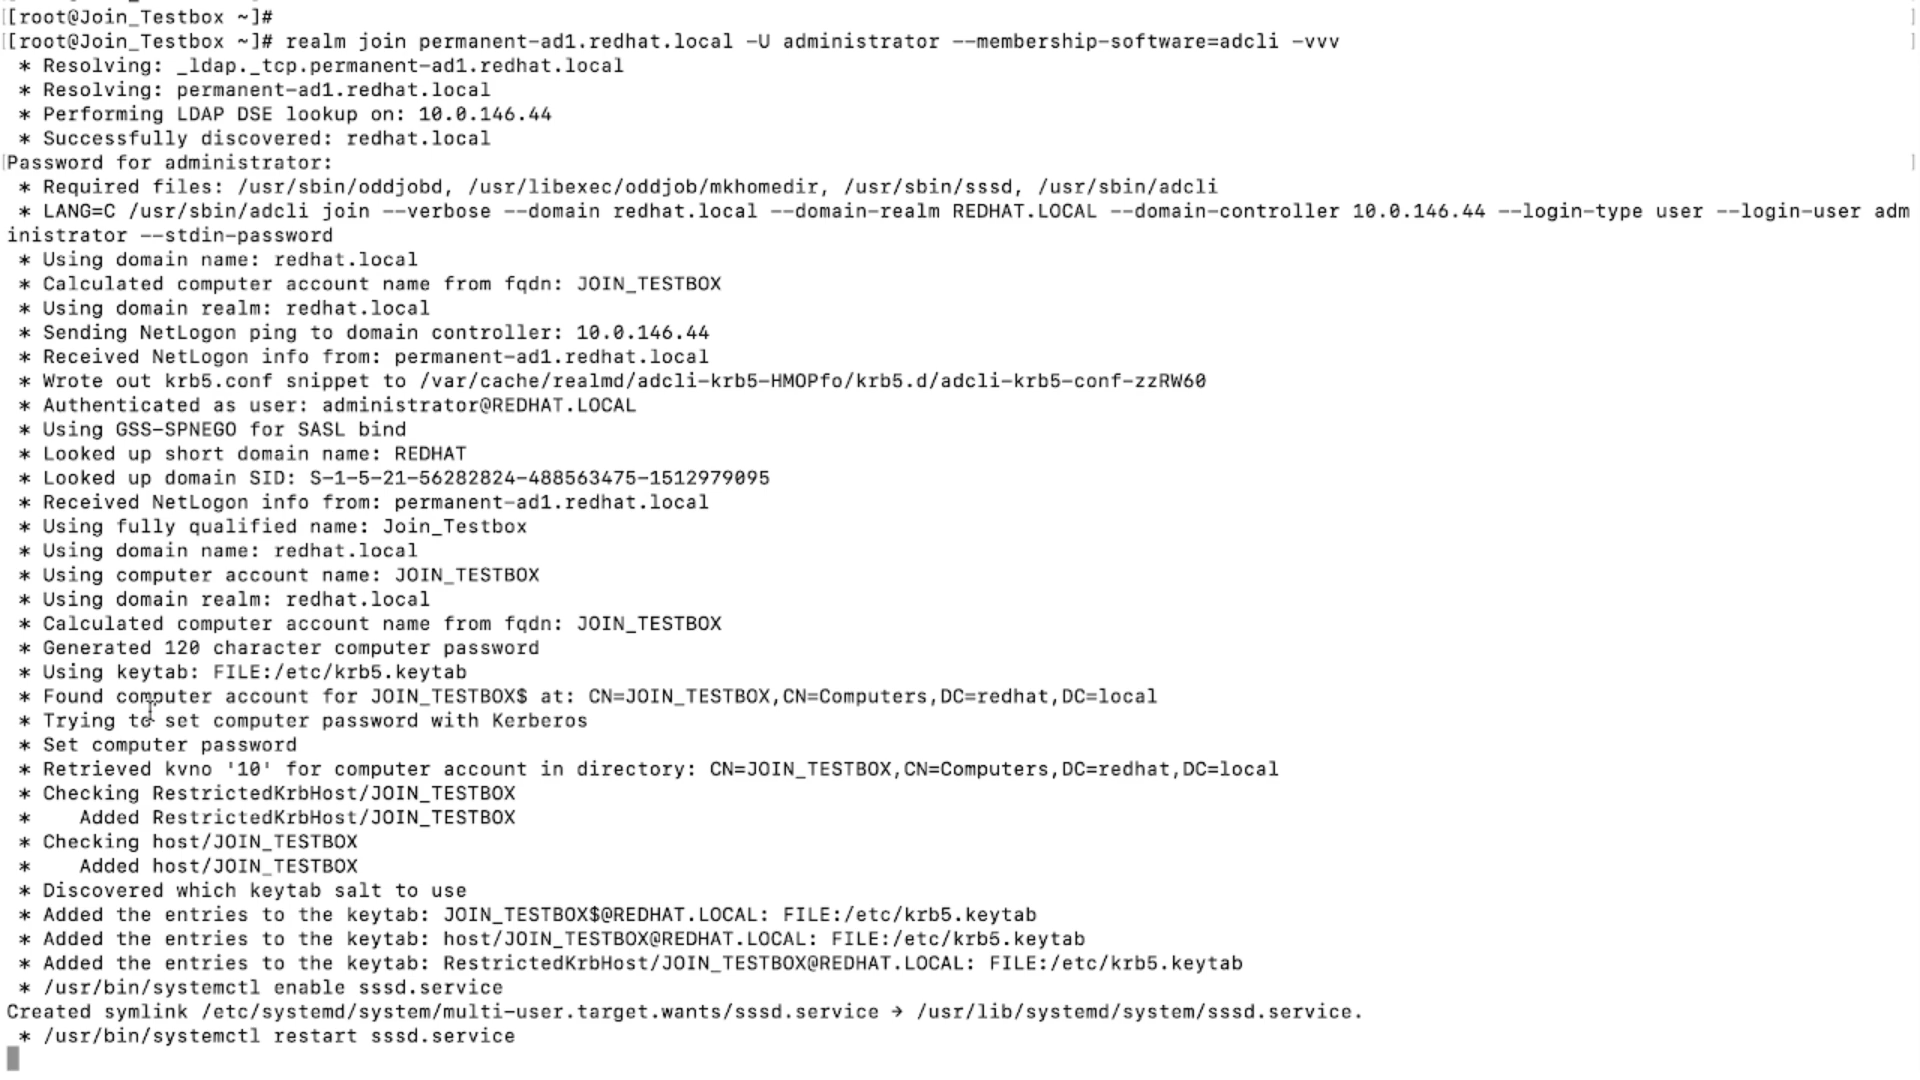 [root@Join_Testbox ~]#
[root@Join_Testbox ~]# realm join permanent-ad1.redhat.local -U administrator --membership-software=adcli -vvv
* Resolving: _ldap._tcp.permanent-ad1.redhat.local
* Resolving: permanent-ad1.redhat.local
* Performing LDAP DSE lookup on: 10.0.146.44
* Successfully discovered: redhat.local
Password for administrator:
* Required files: /usr/sbin/oddjobd, /usr/libexec/oddjob/mkhomedir, /usr/sbin/sssd, /usr/sbin/adcli
* LANG=C /usr/sbin/adcli join --verbose --domain redhat.local --domain-realm REDHAT.LOCAL --domain-controller 10.0.146.44 --login-type user --login-user adm
inistrator --stdin-password
* Using domain name: redhat.local
* Calculated computer account name from fqdn: JOIN_TESTBOX
* Using domain realm: redhat.local
* Sending NetLogon ping to domain controller: 10.0.146.44
* Received NetLogon info from: permanent-ad1.redhat.local
* Wrote out krb5.conf snippet to /var/cache/realmd/adcli-krb5-HMOPfo/krb5.d/adcli-krb5-conf-zzRW60
* Authenticated as user: administrator@REDHAT.LOCAL
* Using GSS-SPNEGO for SASL bind
* Looked up short domain name: REDHAT
* Looked up domain SID: S-1-5-21-56282824-488563475-1512979095
* Received NetLogon info from: permanent-ad1.redhat.local
* Using fully qualified name: Join_Testbox
* Using domain name: redhat.local
* Using computer account name: JOIN_TESTBOX
* Using domain realm: redhat.local
* Calculated computer account name from fqdn: JOIN_TESTBOX
* Generated 120 character computer password
* Using keytab: FILE:/etc/krb5.keytab
* Found computer account for JOIN_TESTBOX$ at: CN=JOIN_TESTBOX,CN=Computers,DC=redhat,DC=local
* Trying to set computer password with Kerberos
* Set computer password
* Retrieved kvno '10' for computer account in directory: CN=JOIN_TESTBOX,CN=Computers,DC=redhat,DC=local
* Checking RestrictedKrbHost/JOIN_TESTBOX
*    Added RestrictedKrbHost/JOIN_TESTBOX
* Checking host/JOIN_TESTBOX
*    Added host/JOIN_TESTBOX
* Discovered which keytab salt to use
* Added the entries to the keytab: JOIN_TESTBOX$@REDHAT.LOCAL: FILE:/etc/krb5.keytab
* Added the entries to the keytab: host/JOIN_TESTBOX@REDHAT.LOCAL: FILE:/etc/krb5.keytab
* Added the entries to the keytab: RestrictedKrbHost/JOIN_TESTBOX@REDHAT.LOCAL: FILE:/etc/krb5.keytab
* /usr/bin/systemctl enable sssd.service
Created symlink /etc/systemd/system/multi-user.target.wants/sssd.service → /usr/lib/systemd/system/sssd.service.
* /usr/bin/systemctl restart sssd.service